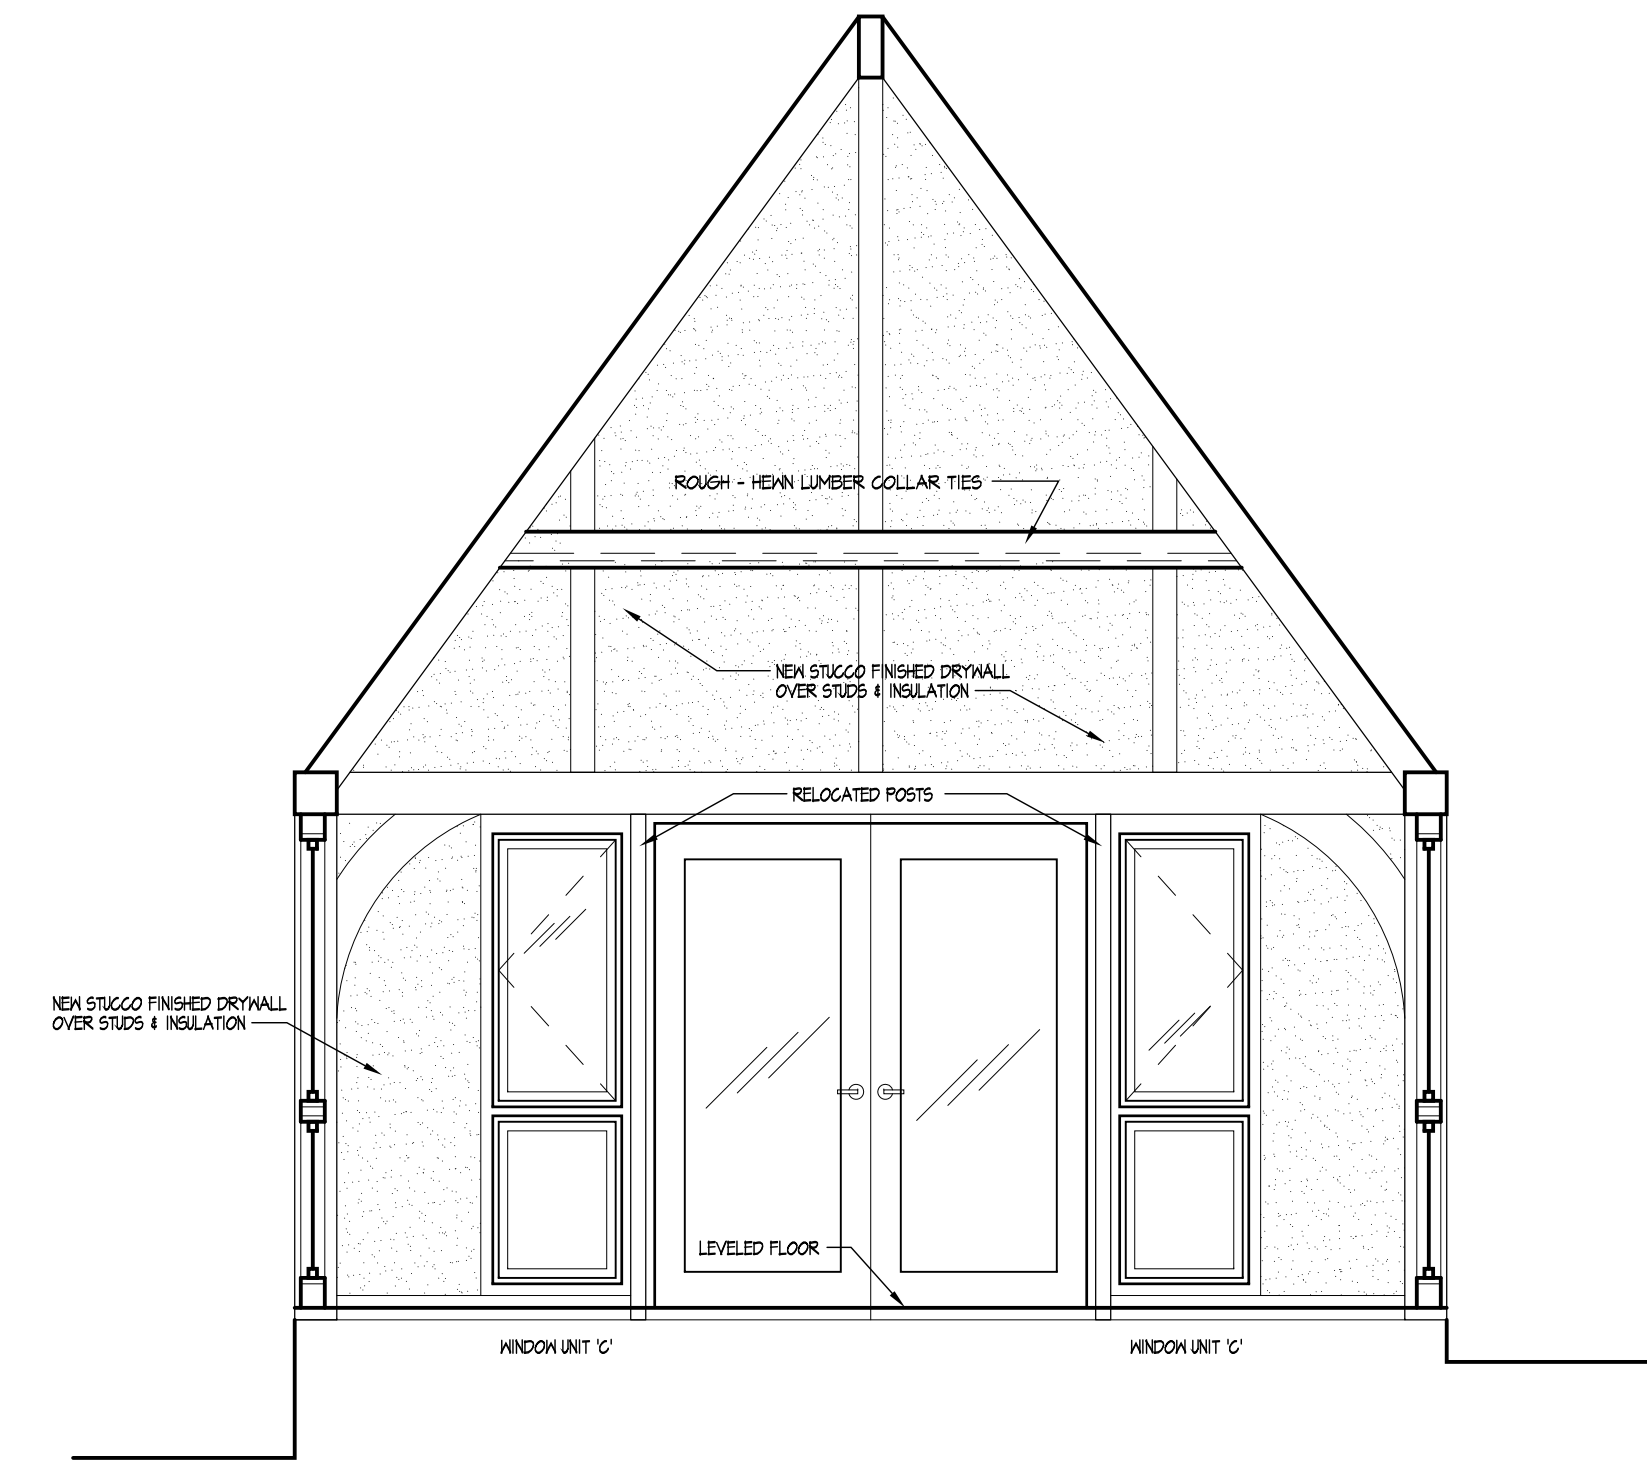 ROUGH - HEWN LUMBER COLLAR TIES
NEW STUCCO FINISHED DRYWALL
OVER STUDS & INSULATION
RELOCATED POSTS
NEW STUCCO FINISHED DRYWALL
OVER STUDS & INSULATION
LEVELED FLOOR
WINDOW UNIT 'C'
WINDOW UNIT 'C'